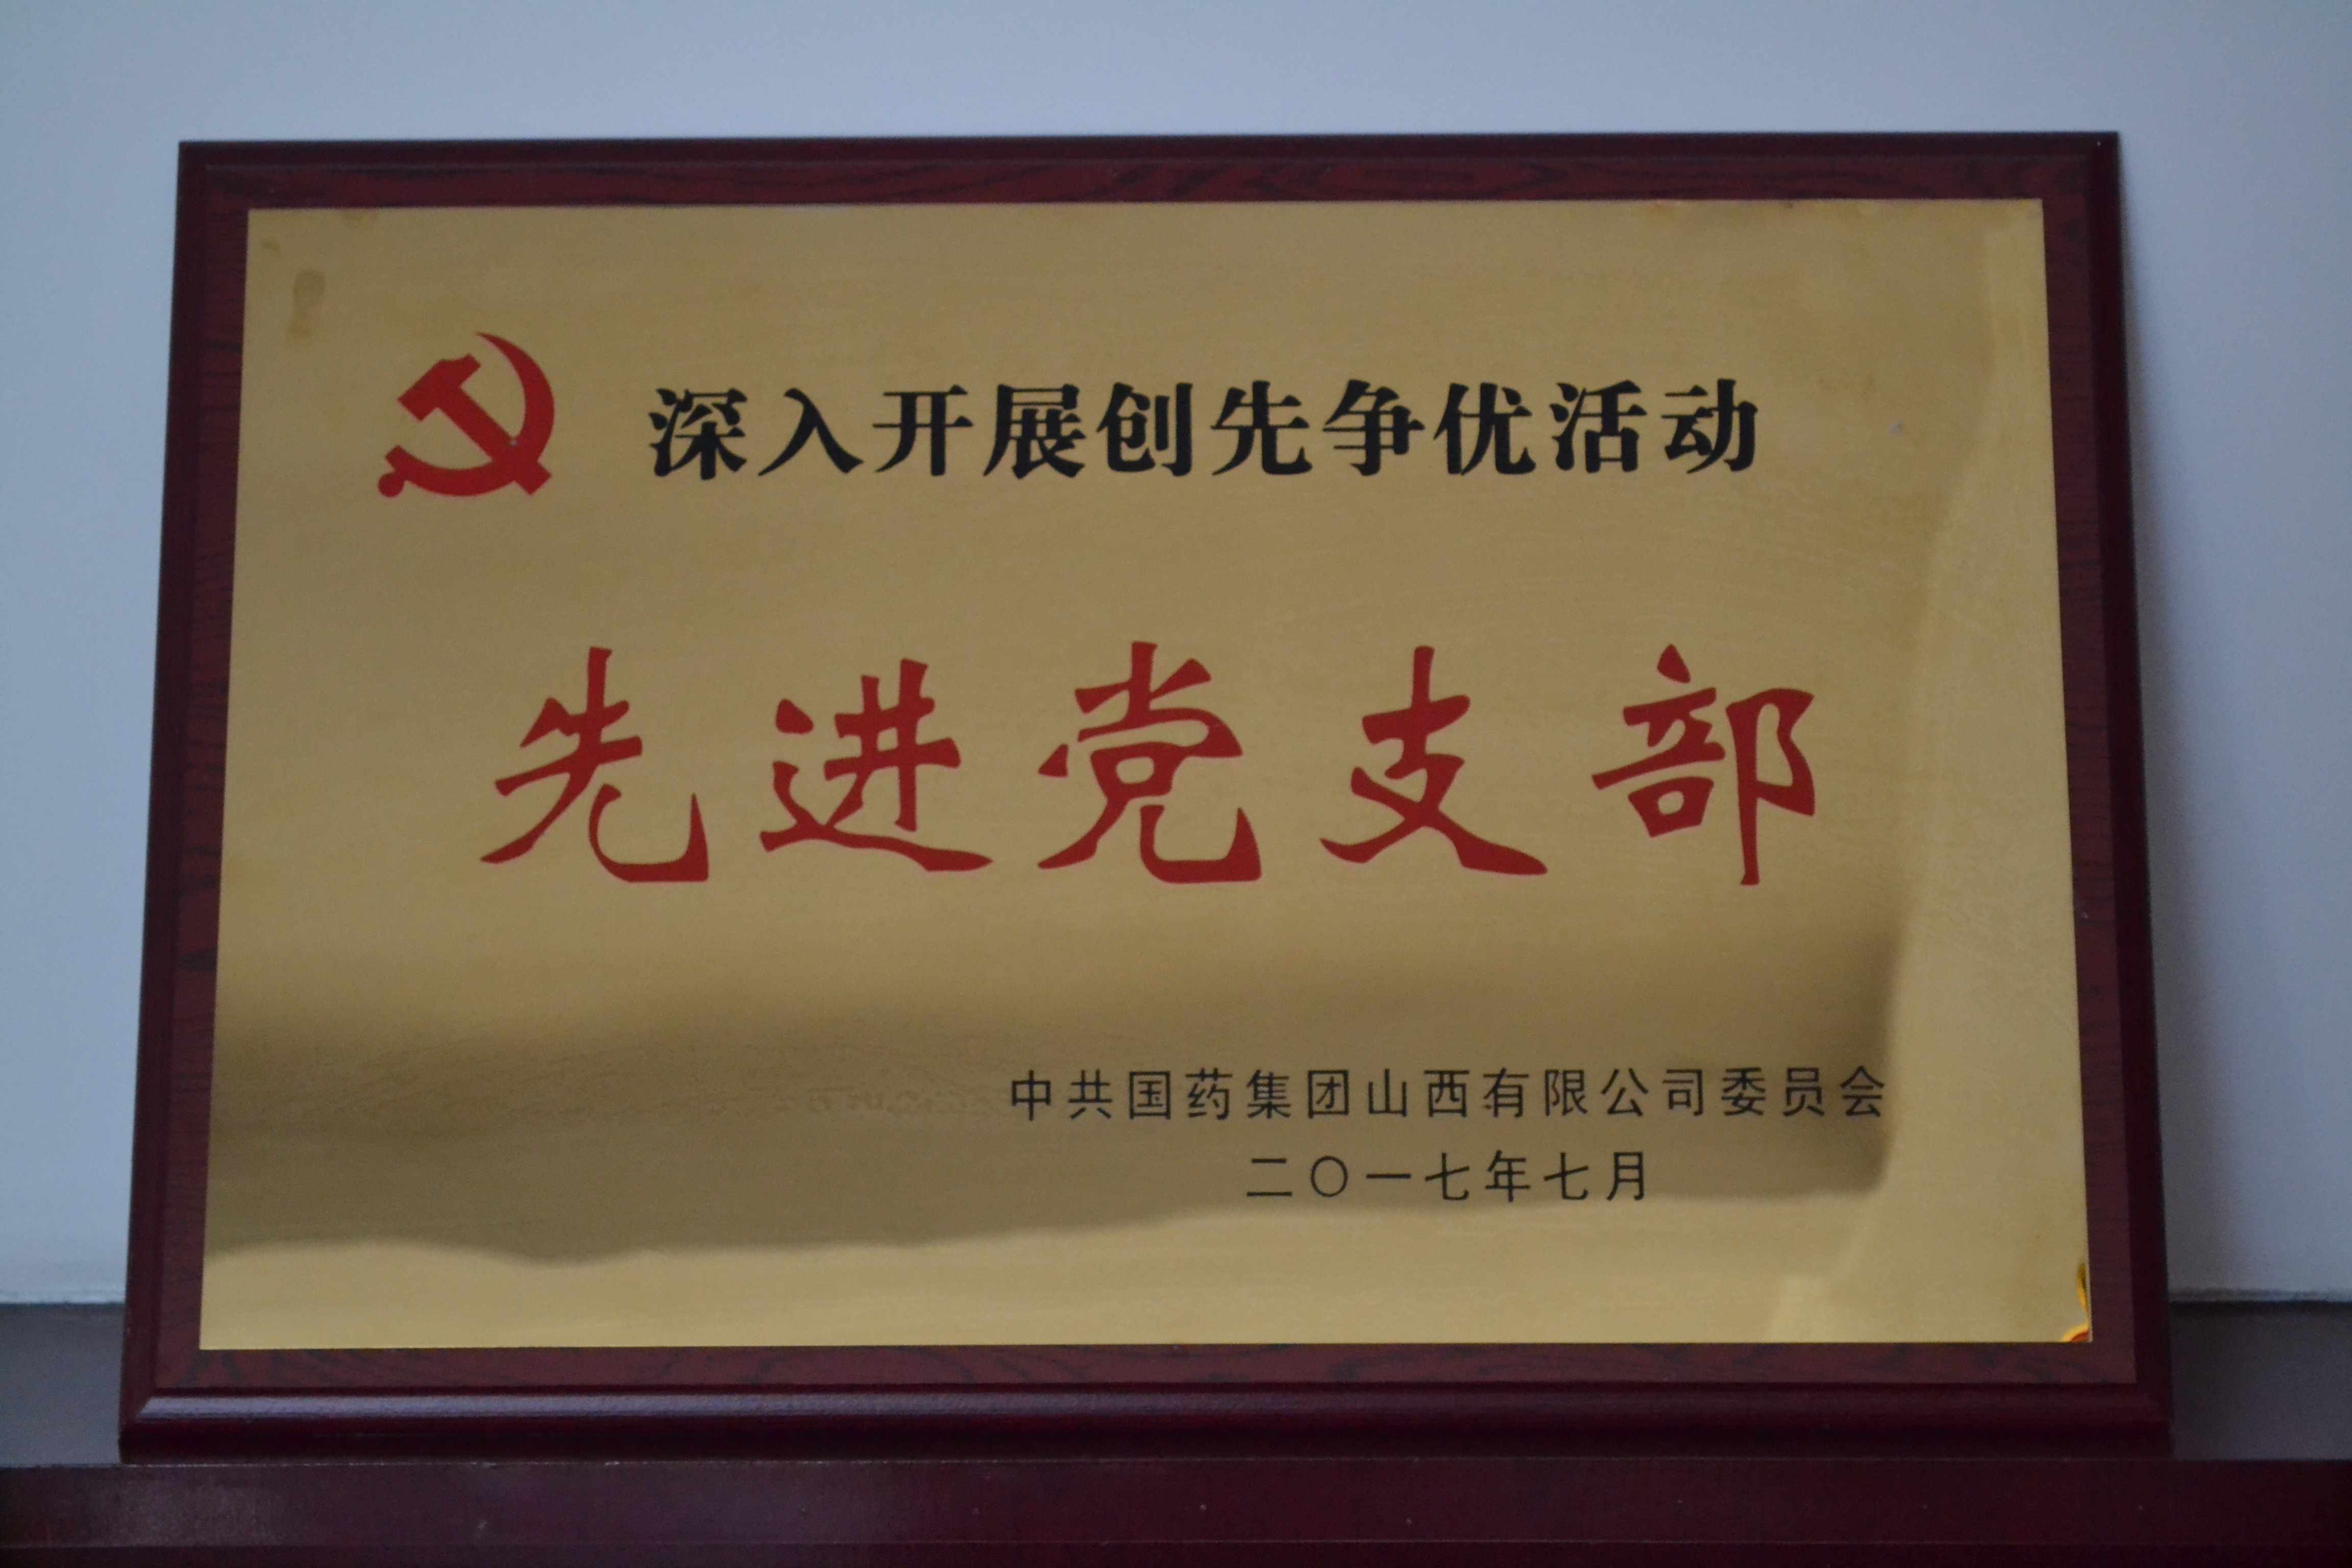 深入开展创先争优活动
先进党支部
中共国药集团山西有限公司委员会
二〇一七年七月